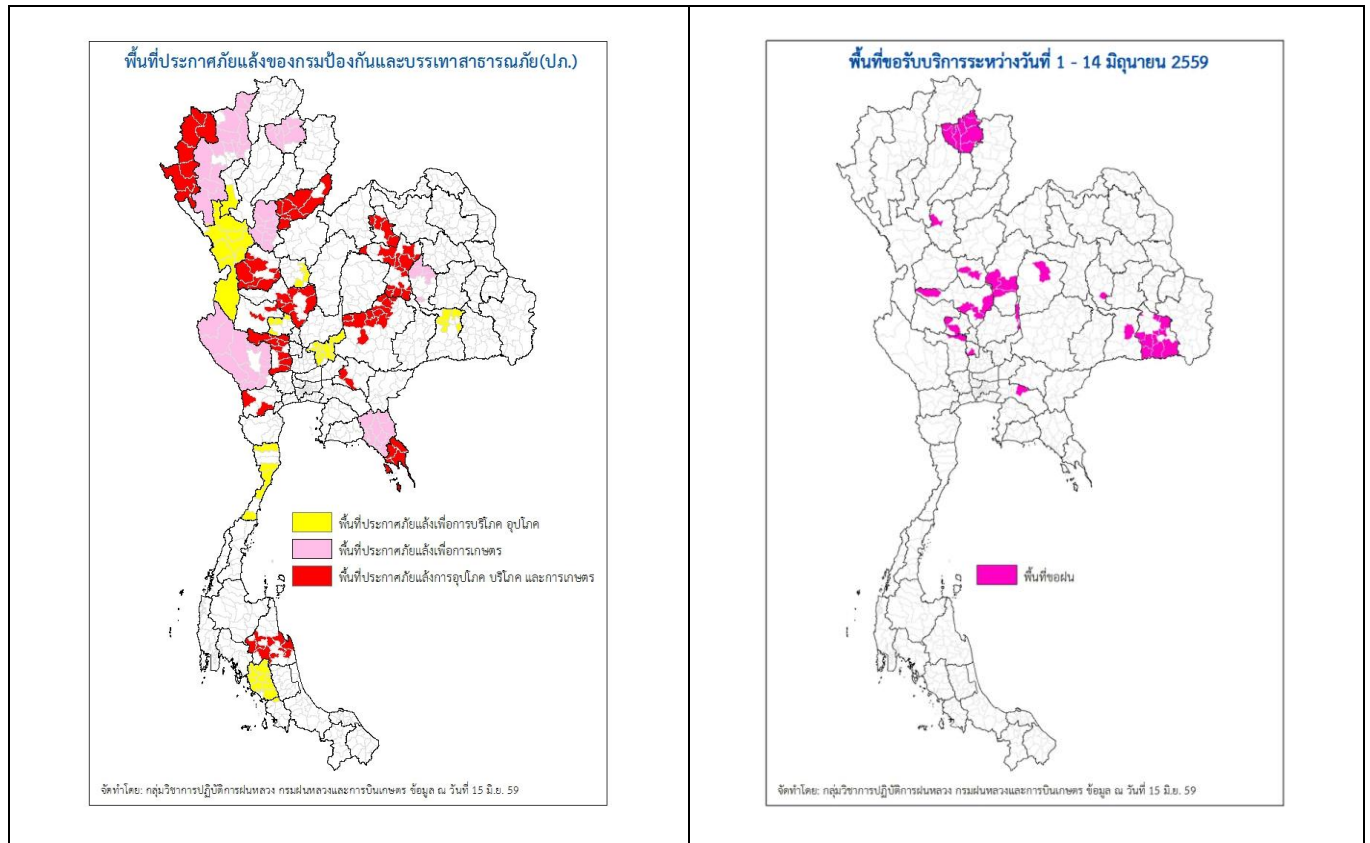 พื้นที่ประกาศภัยแล้งของกรมป้องกันและบรรเทาสาธารณภัย(ปภ.)
พื้นที่ประกาศภัยแล้งเพื่อการบริโภค อุปโภค
พื้นที่ประกาศภัยแล้งเพื่อการเกษตร
พื้นที่ประกาศภัยแล้งการอุปโภค บริโภค และการเกษตร
จัดทำโดย: กลุ่มวิชาการปฏิบัติการฝนหลวง กรมฝนหลวงและการบินเกษตร ข้อมูล ณ วันที่ 15 มิ.ย. 59
พื้นที่ขอรับบริการระหว่างวันที่ 1 - 14 มิถุนายน 2559
พื้นที่ขอฝน
จัดทำโดย: กลุ่มวิชาการปฏิบัติการฝนหลวง กรมฝนหลวงและการบินเกษตร ข้อมูล ณ วันที่ 15 มิ.ย. 59